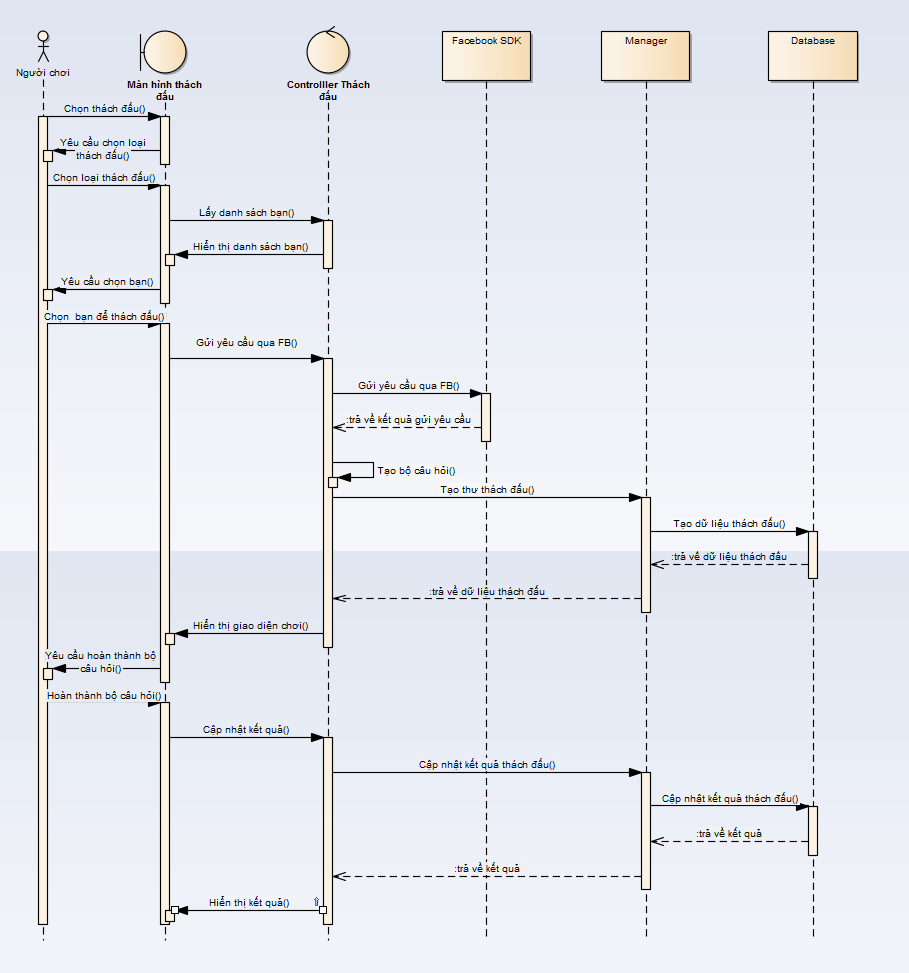 Người chơi
Màn hình thách
đấu
Controlller Thách
đấu
Facebook SDK
Manager
Database
Chọn thách đấu()
Yêu cầu chọn loại
thách đấu()
Chọn loại thách đấu()
Lấy danh sách bạn()
Hiển thị danh sách bạn()
Yêu cầu chọn bạn()
Chọn  bạn để thách đấu()
Gửi yêu cầu qua FB()
Gửi yêu cầu qua FB()
:trả về kết quả gửi yêu cầu
Tạo bộ câu hỏi()
Tạo thư thách đấu()
Tạo dữ liệu thách đấu()
:trả về dữ liệu thách đấu
:trả về dữ liệu thách đấu
Hiển thị giao diện chơi()
Yêu cầu hoàn thành bộ
câu hỏi()
Hoàn thành bộ câu hỏi()
Cập nhật kết quả()
Cập nhật kết quả thách đấu()
Cập nhật kết quả thách đấu()
:trả về kết quả
:trả về kết quả
Hiển thị kết quả()